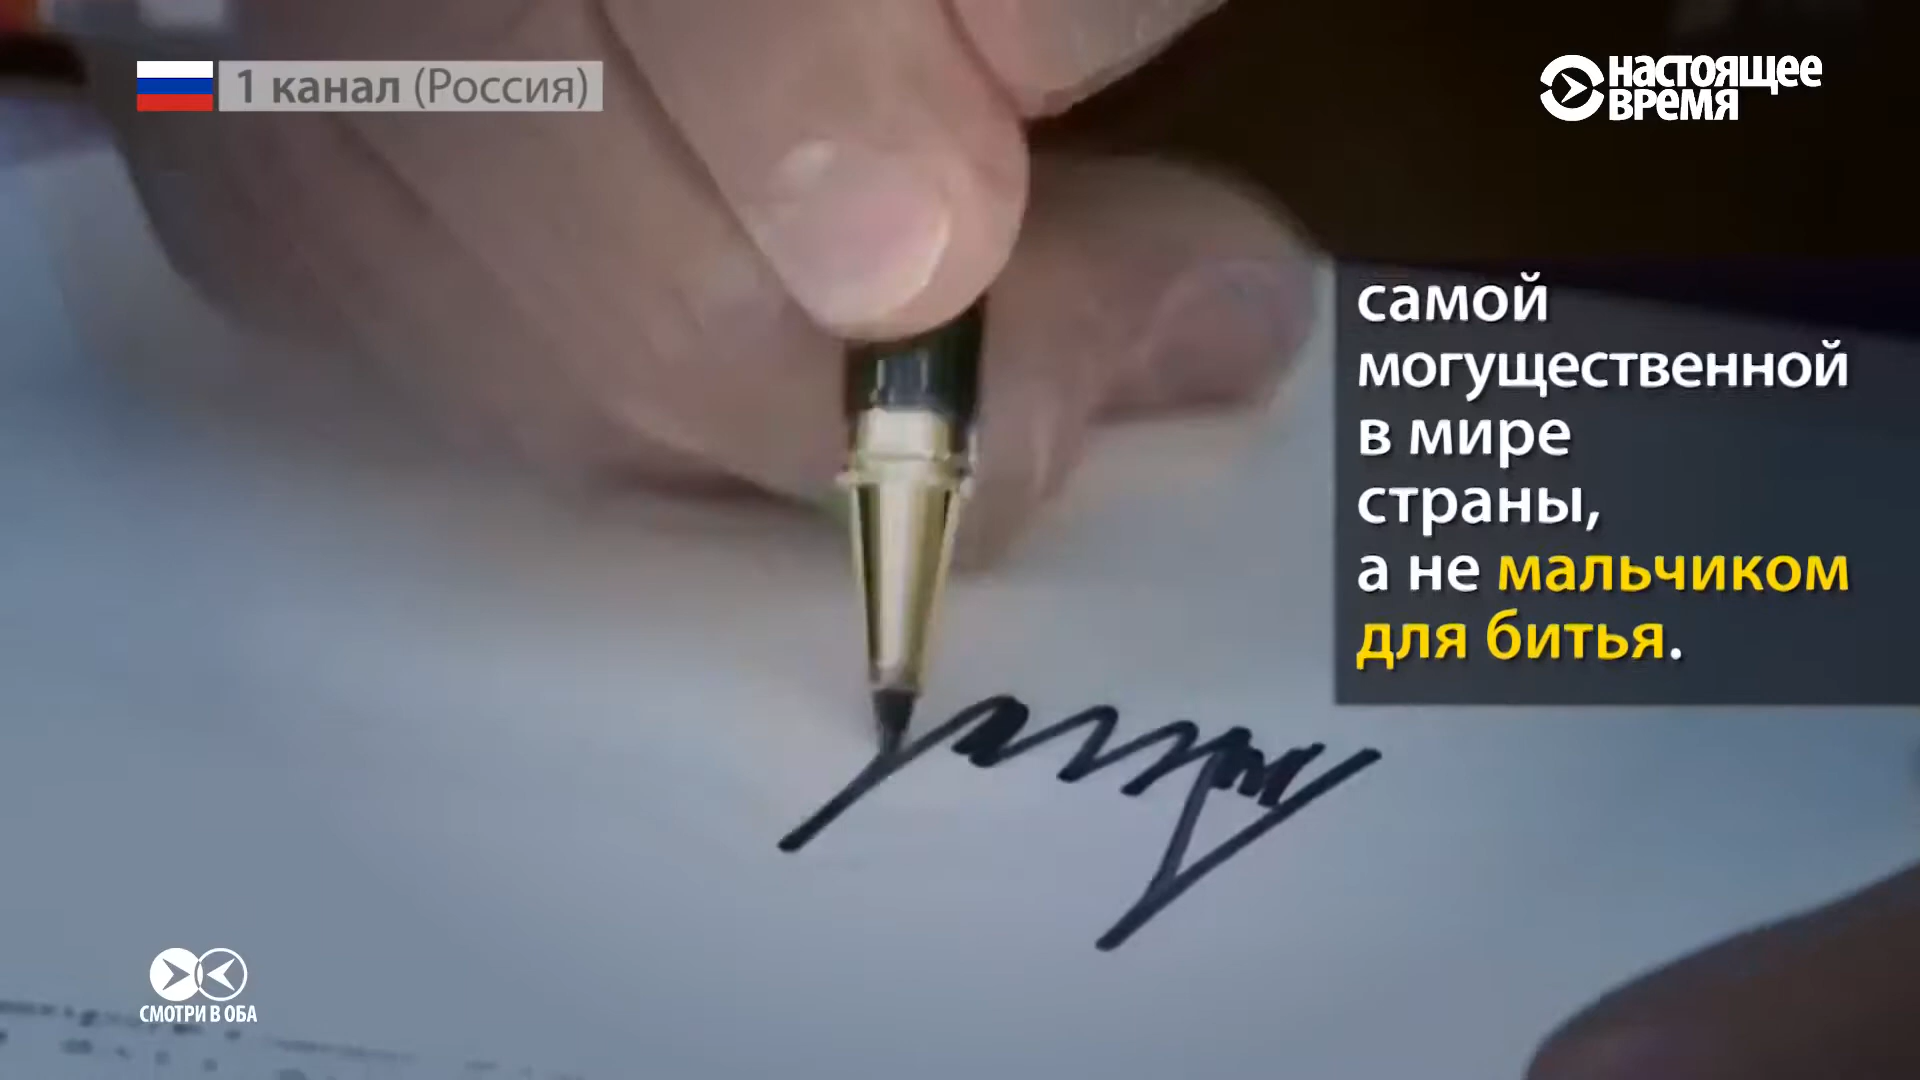 1 канал (Россия)
НАСТОЯЩЕЕ
ВРЕМЯ
самой
могущественной
в мире
страны,
а не мальчиком
для битья.
СМОТРИ В ОБА